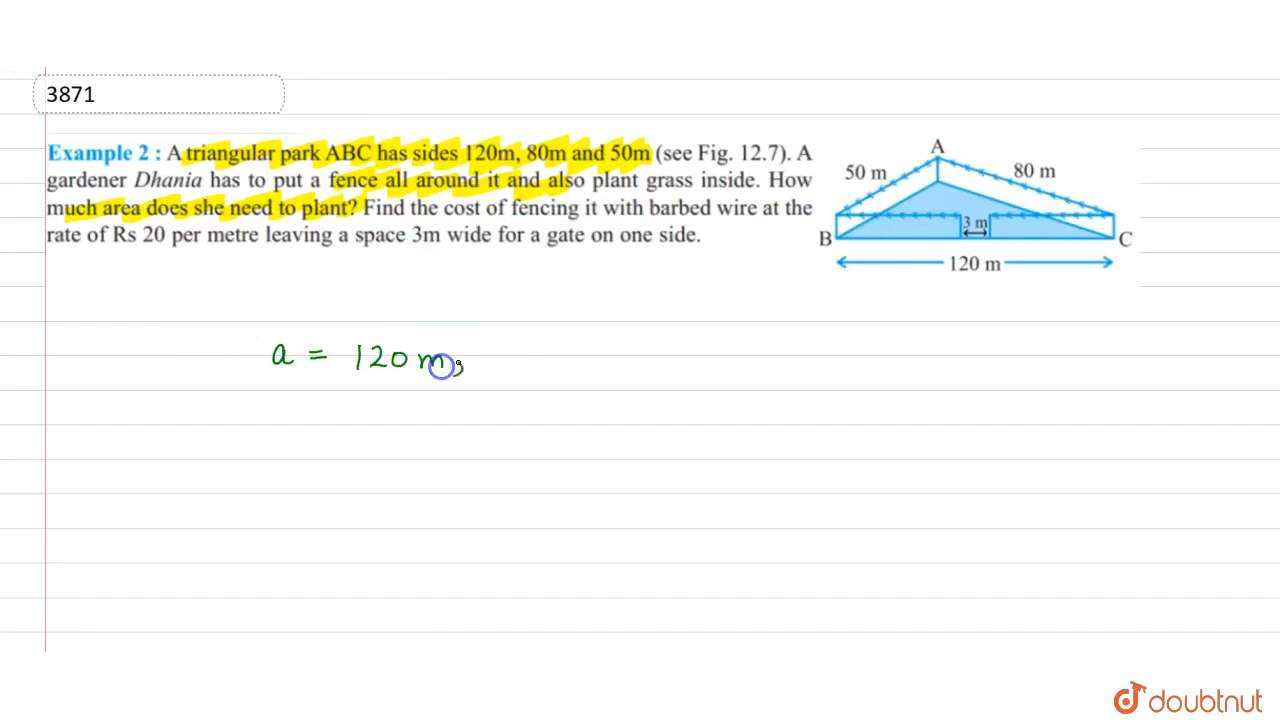 3871
Example 2 : A triangular park ABC has sides 120m, 80m and 50m (see Fig. 12.7). A
gardener Dhania has to put a fence all around it and also plant grass inside. How
much area does she need to plant? Find the cost of fencing it with barbed wire at the
rate of Rs 20 per metre leaving a space 3m wide for a gate on one side.
A
50 m
80 m
3 m
B
C
120 m
a = 120 m,
doubtnut